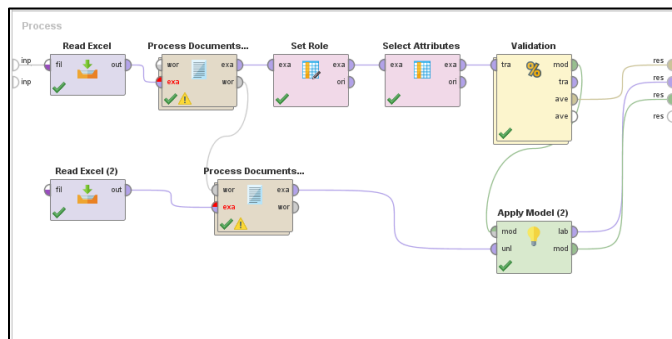 Process
Read Excel
Process Documents...
Set Role
Select Attributes
Validation
inp
fil
out
wor
exa
exa
exa
exa
exa
tra
mod
res
inp
exa
wor
ori
ori
tra
res
ave
res
ave
res
Read Excel (2)
Process Documents...
fil
out
wor
exa
exa
wor
Apply Model (2)
mod
lab
unl
mod